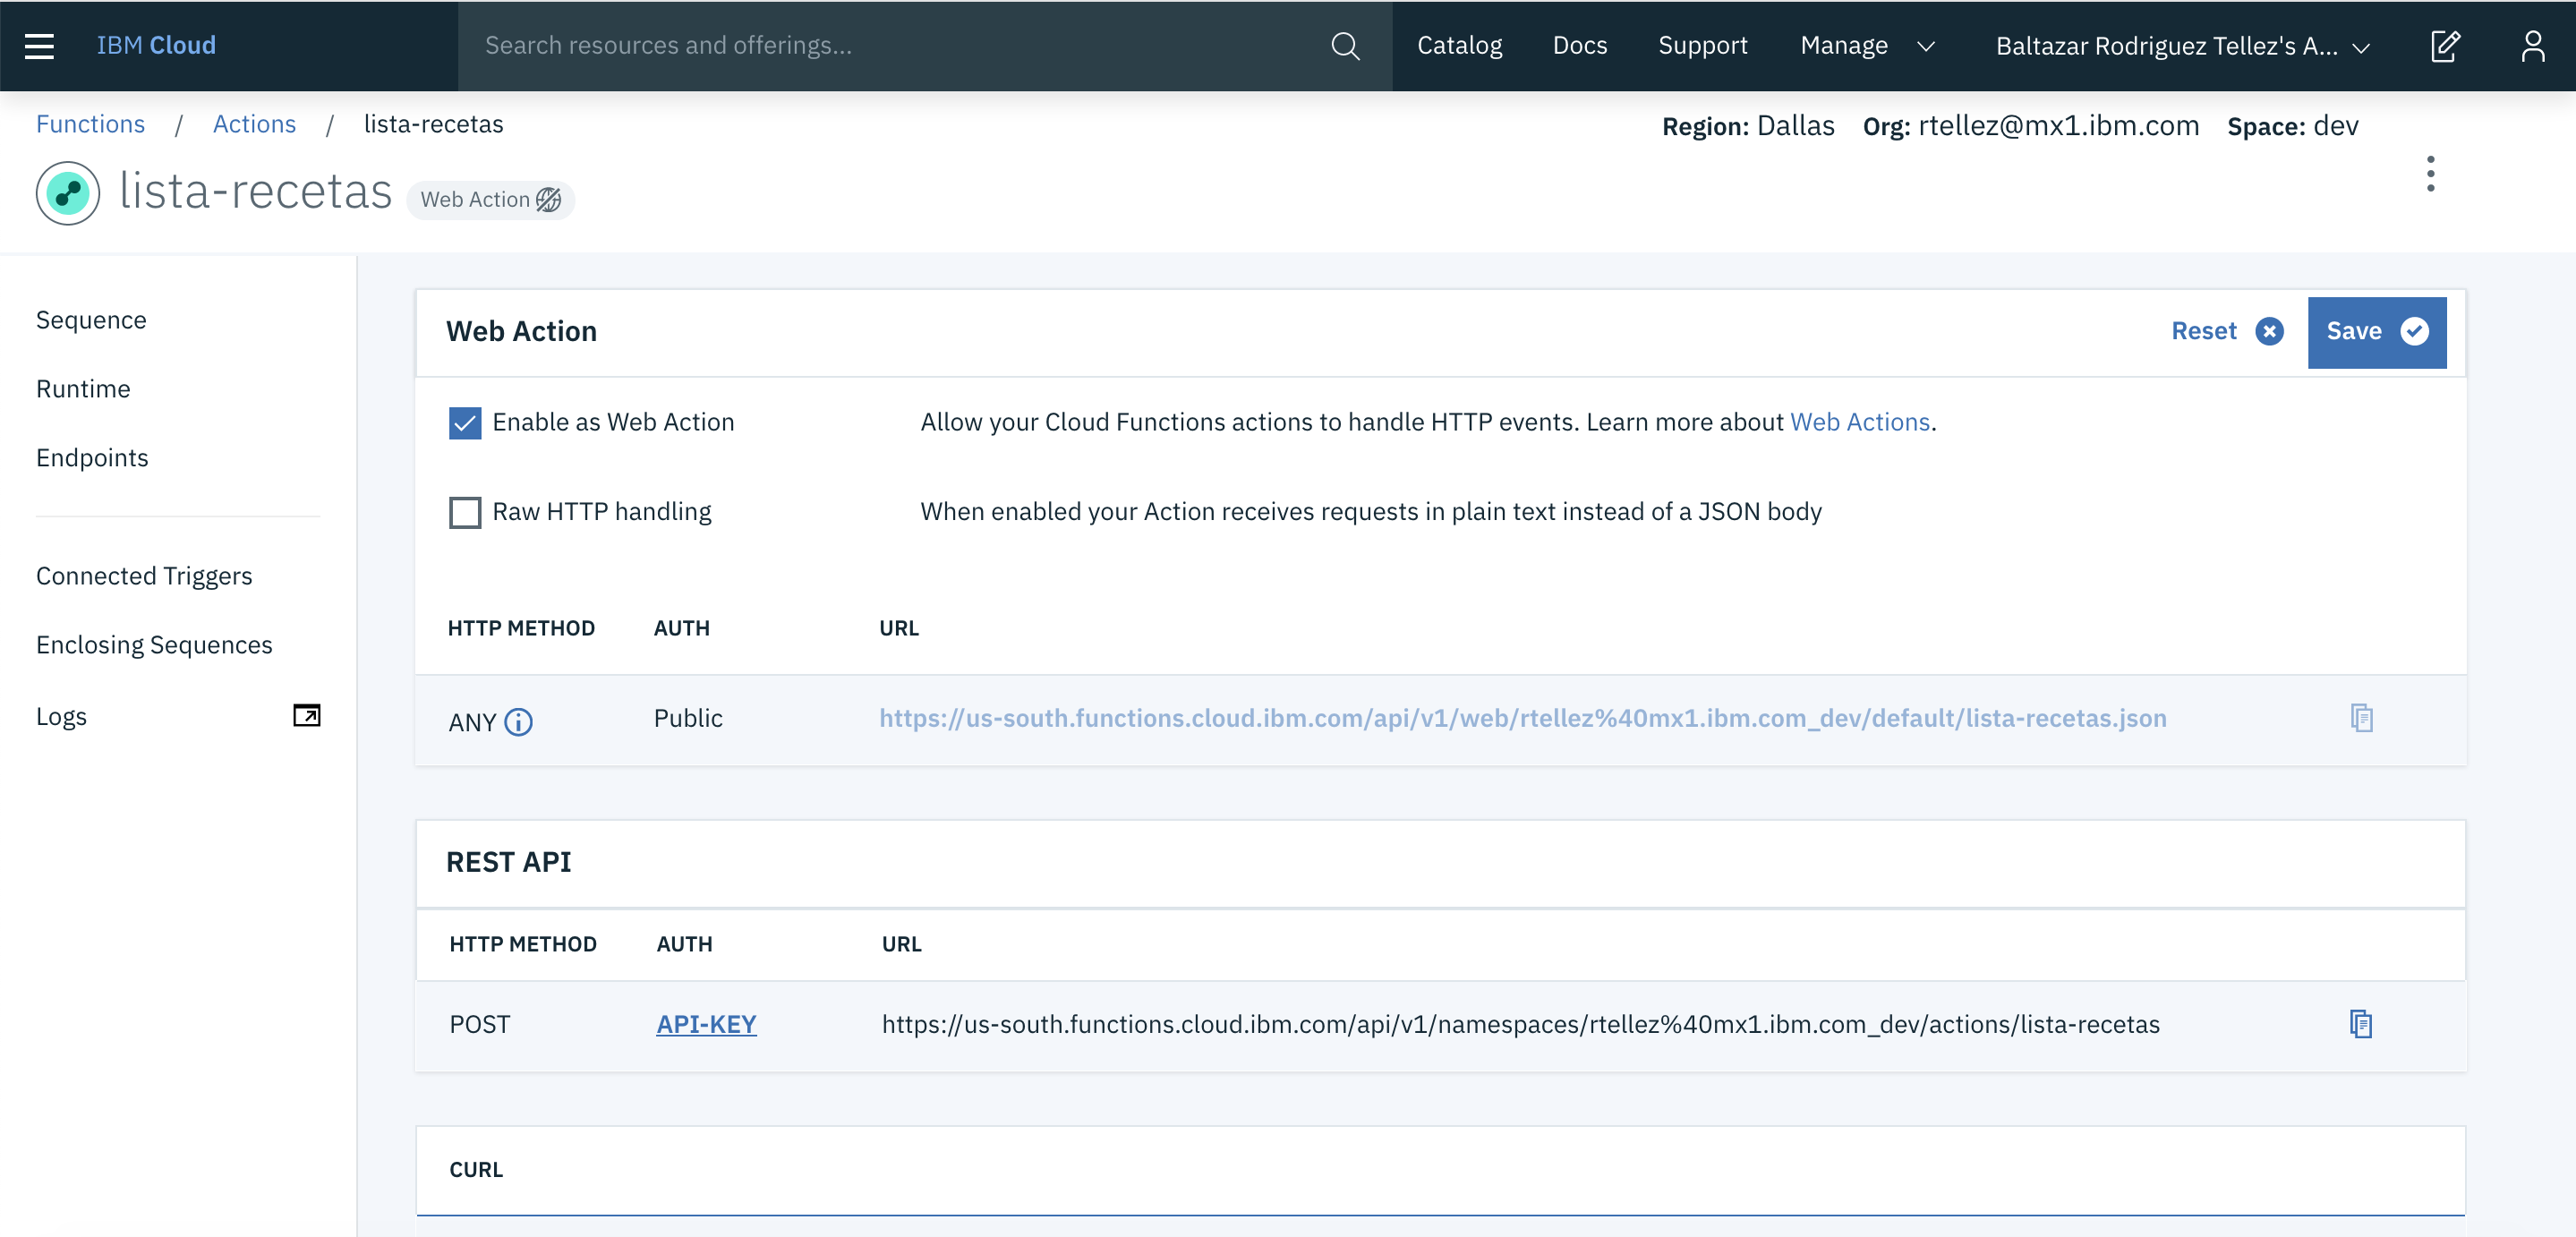 IBM Cloud
Search resources and offerings...
Catalog
Docs
Support
Manage
Baltazar Rodriguez Tellez's A...
Functions / Actions / lista-recetas
Region: Dallas Org: rtellez@mx1.ibm.com Space: dev
lista-recetas
Web Action
Sequence
Runtime
Endpoints
Connected Triggers
Enclosing Sequences
Logs
Web Action
Reset
Save
Enable as Web Action
Allow your Cloud Functions actions to handle HTTP events. Learn more about Web Actions.
Raw HTTP handling
When enabled your Action receives requests in plain text instead of a JSON body
HTTP METHOD AUTH URL
ANY Public https://us-south.functions.cloud.ibm.com/api/v1/web/rtellez%40mx1.ibm.com_dev/default/lista-recetas.json
REST API
HTTP METHOD AUTH URL
POST API-KEY https://us-south.functions.cloud.ibm.com/api/v1/namespaces/rtellez%40mx1.ibm.com_dev/actions/lista-recetas
CURL